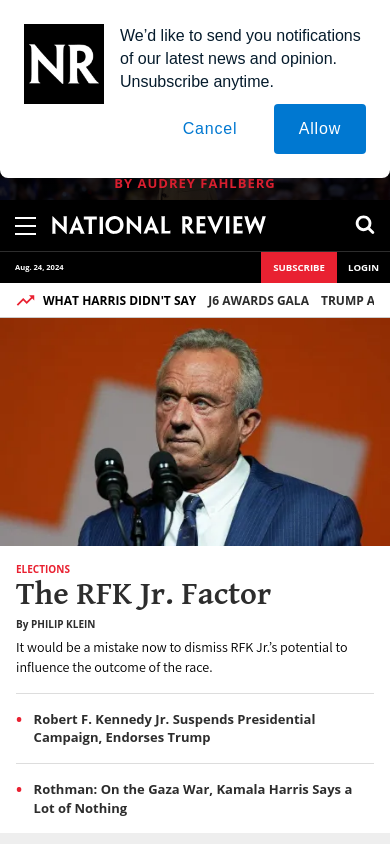 NR
We’d like to send you notifications
of our latest news and opinion.
Unsubscribe anytime.
Cancel
Allow
BY AUDREY FAHLBERG
NATIONAL REVIEW
Aug. 24, 2024
SUBSCRIBE
LOGIN
WHAT HARRIS DIDN'T SAY
J6 AWARDS GALA
TRUMP A
ELECTIONS
The RFK Jr. Factor
By PHILIP KLEIN
It would be a mistake now to dismiss RFK Jr.’s potential to
influence the outcome of the race.
Robert F. Kennedy Jr. Suspends Presidential
Campaign, Endorses Trump
Rothman: On the Gaza War, Kamala Harris Says a
Lot of Nothing